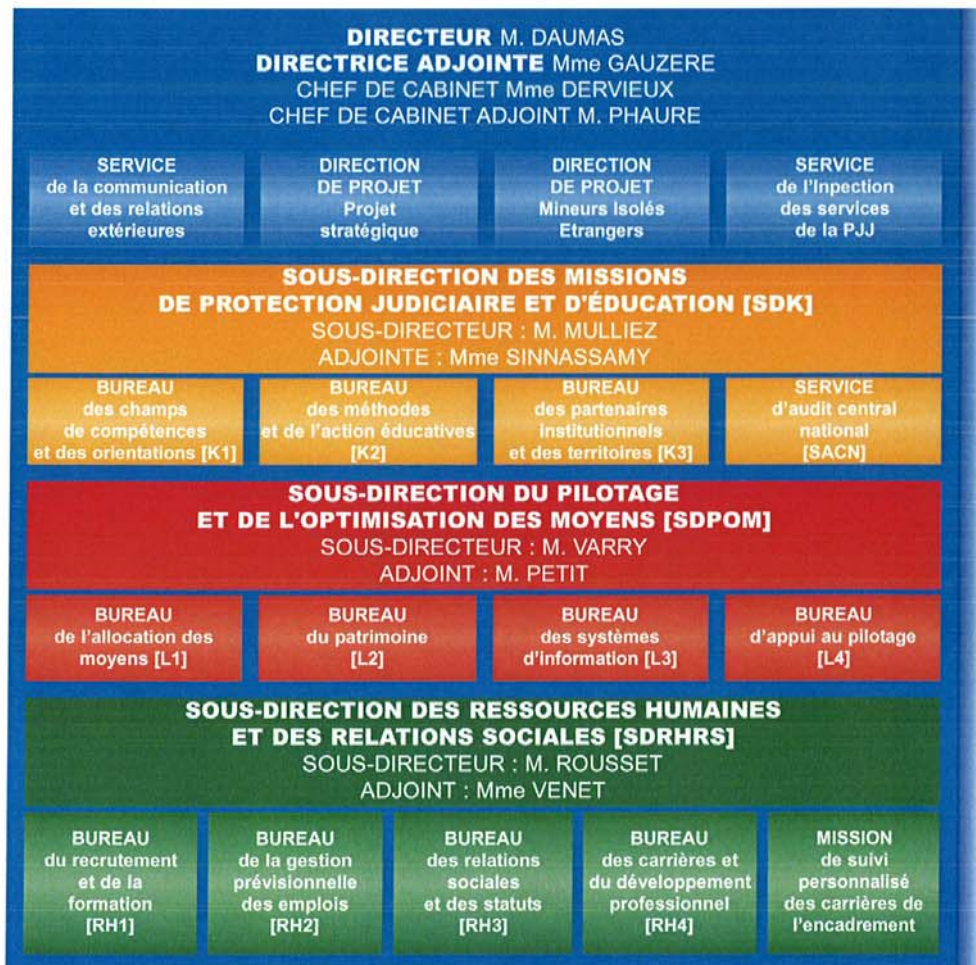 DIRECTEUR M. DAUMAS
DIRECTRICE ADJOINTE Mme GAUZERE
CHEF DE CABINET Mme DERVIEUX
CHEF DE CABINET ADJOINT M. PHAURE
SERVICE
de la communication
et des relations
extérieures
DIRECTION
DE PROJET
Projet
stratégique
DIRECTION
DE PROJET
Mineurs Isolés
Etrangers
SERVICE
de l'Inpection
des services
de la PJJ
SOUS-DIRECTION DES MISSIONS
DE PROTECTION JUDICIAIRE ET D'ÉDUCATION [SDK]
SOUS-DIRECTEUR : M. MULLIEZ
ADJOINTE : Mme SINNASSAMY
BUREAU
des champs
de compétences
et des orientations [K1]
BUREAU
des méthodes
et de l'action éducatives
[K2]
BUREAU
des partenaires
institutionnels
et des territoires [K3]
SERVICE
d'audit central
national
[SACN]
SOUS-DIRECTION DU PILOTAGE
ET DE L'OPTIMISATION DES MOYENS [SDPOM]
SOUS-DIRECTEUR : M. VARRY
ADJOINT : M. PETIT
BUREAU
de l'allocation des
moyens [L1]
BUREAU
du patrimoine
[L2]
BUREAU
des systèmes
d'information [L3]
BUREAU
d'appui au pilotage
[L4]
SOUS-DIRECTION DES RESSOURCES HUMAINES
ET DES RELATIONS SOCIALES [SDRHRS]
SOUS-DIRECTEUR : M. ROUSSET
ADJOINT : Mme VENET
BUREAU
du recrutement
et de la
formation
[RH1]
BUREAU
de la gestion
prévisionnelle
des emplois
[RH2]
BUREAU
des relations
sociales
et des statuts
[RH3]
BUREAU
des carrières et
du développement
professionnel
[RH4]
MISSION
de suivi
personnalisé
des carrières de
l'encadrement